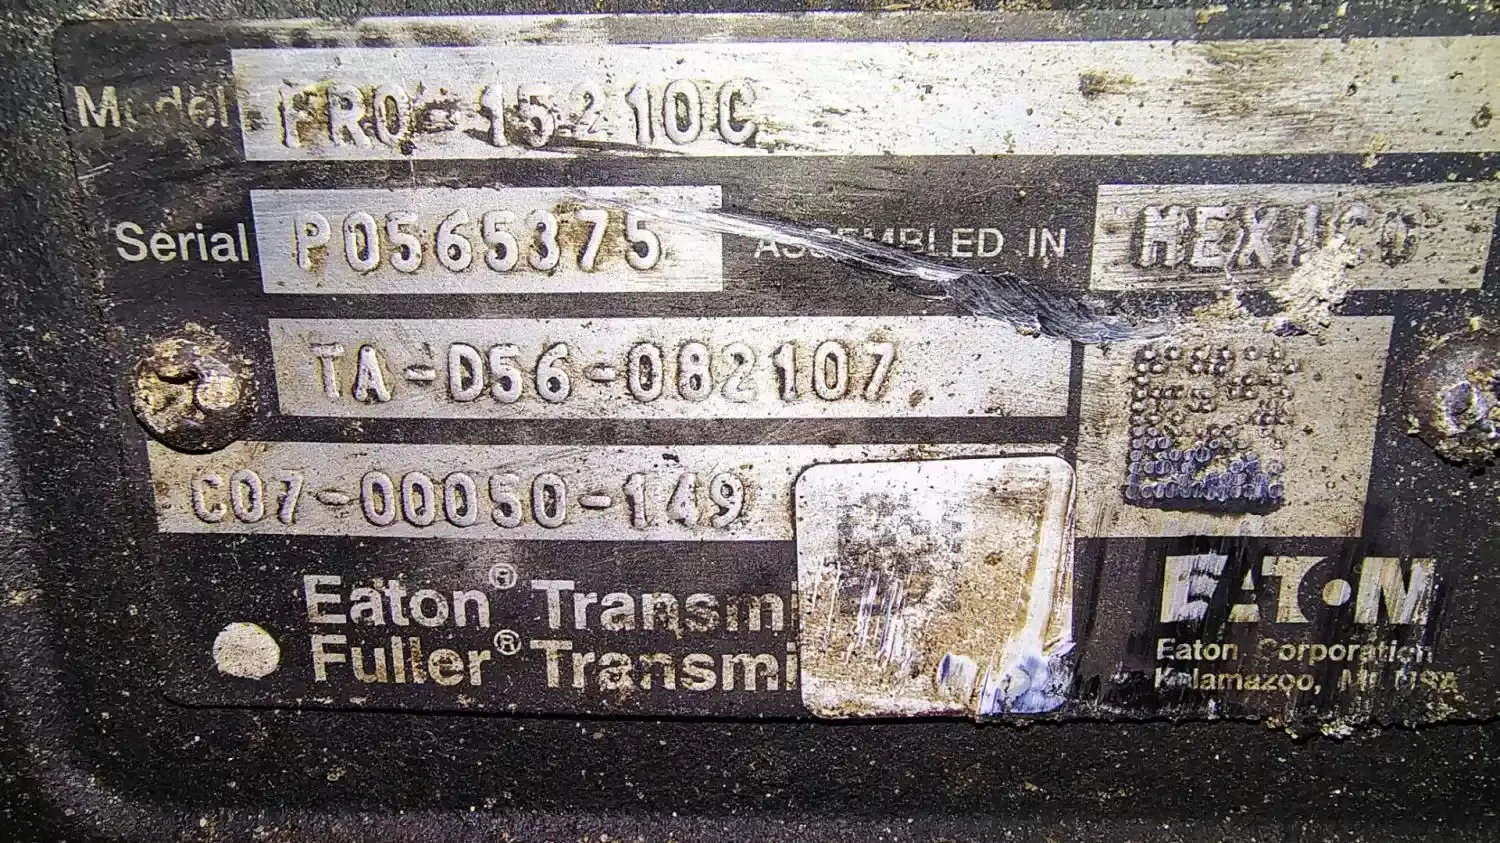 Model FRO-15210C
Serial P0565375 ASSEMBLED IN MEXICO
TA-D56-082107
C07-00050-149
Eaton® Transmi
Fuller® Transmi
EATON
Eaton Corporation
Kalamazoo, MI USA